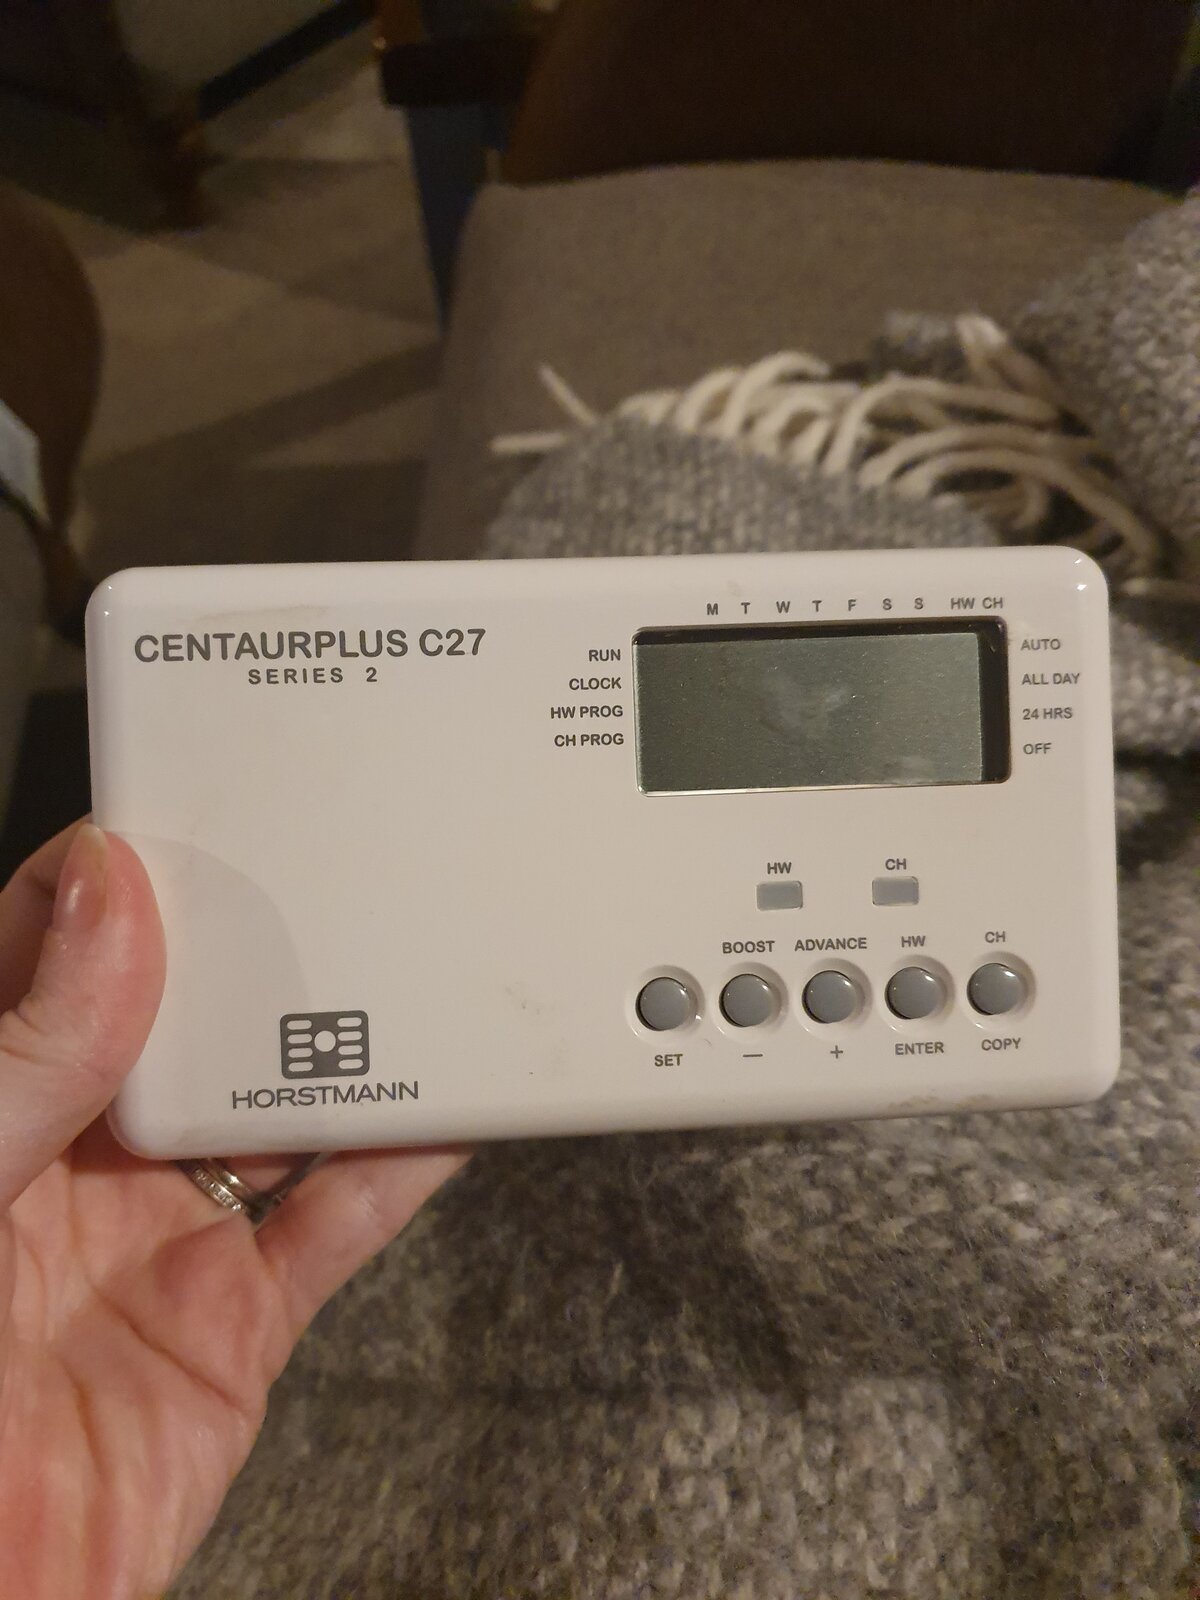 CENTAURPLUS C27
SERIES 2
M T W T F S S HW CH
RUN
CLOCK
HW PROG
CH PROG
AUTO
ALL DAY
24 HRS
OFF
HW CH
BOOST ADVANCE HW CH
SET — + ENTER COPY
HORSTMANN